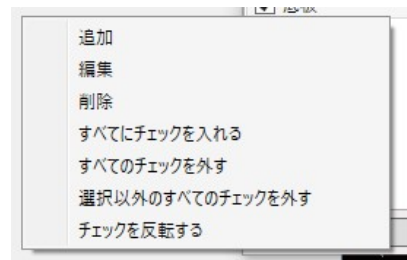 追加
編集
削除
すべてにチェックを入れる
すべてのチェックを外す
選択以外のすべてのチェックを外す
チェックを反転する